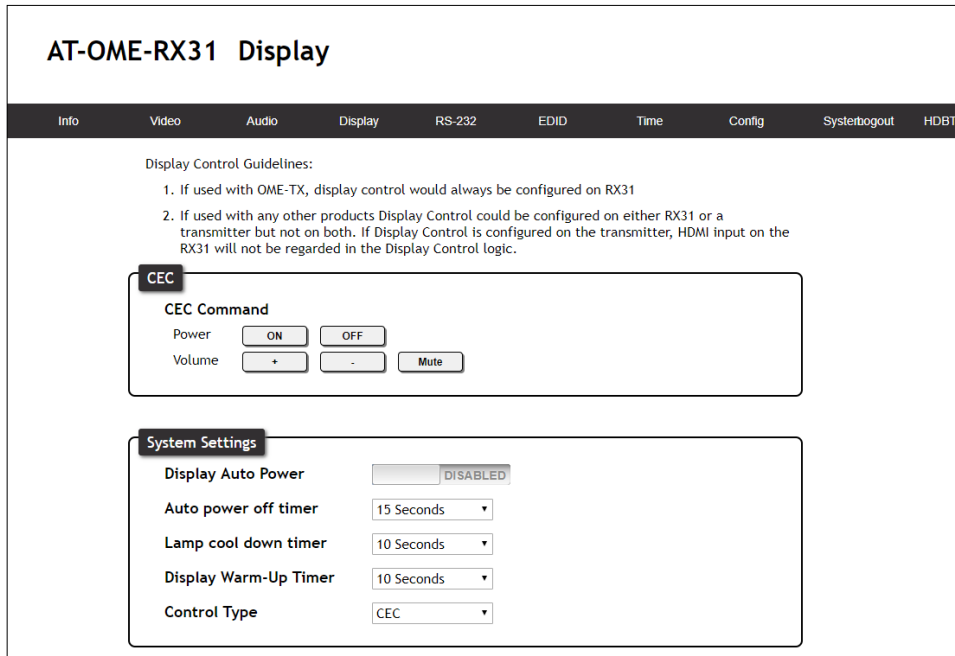 AT-OME-RX31 Display
Info Video Audio Display RS-232 EDID Time Config Systembogout HDBT
Display Control Guidelines:
1. If used with OME-TX, display control would always be configured on RX31
2. If used with any other products Display Control could be configured on either RX31 or a
transmitter but not on both. If Display Control is configured on the transmitter, HDMI input on the
RX31 will not be regarded in the Display Control logic.
CEC
CEC Command
Power ON OFF
Volume + - Mute
System Settings
Display Auto Power DISABLED
Auto power off timer 15 Seconds
Lamp cool down timer 10 Seconds
Display Warm-Up Timer 10 Seconds
Control Type CEC